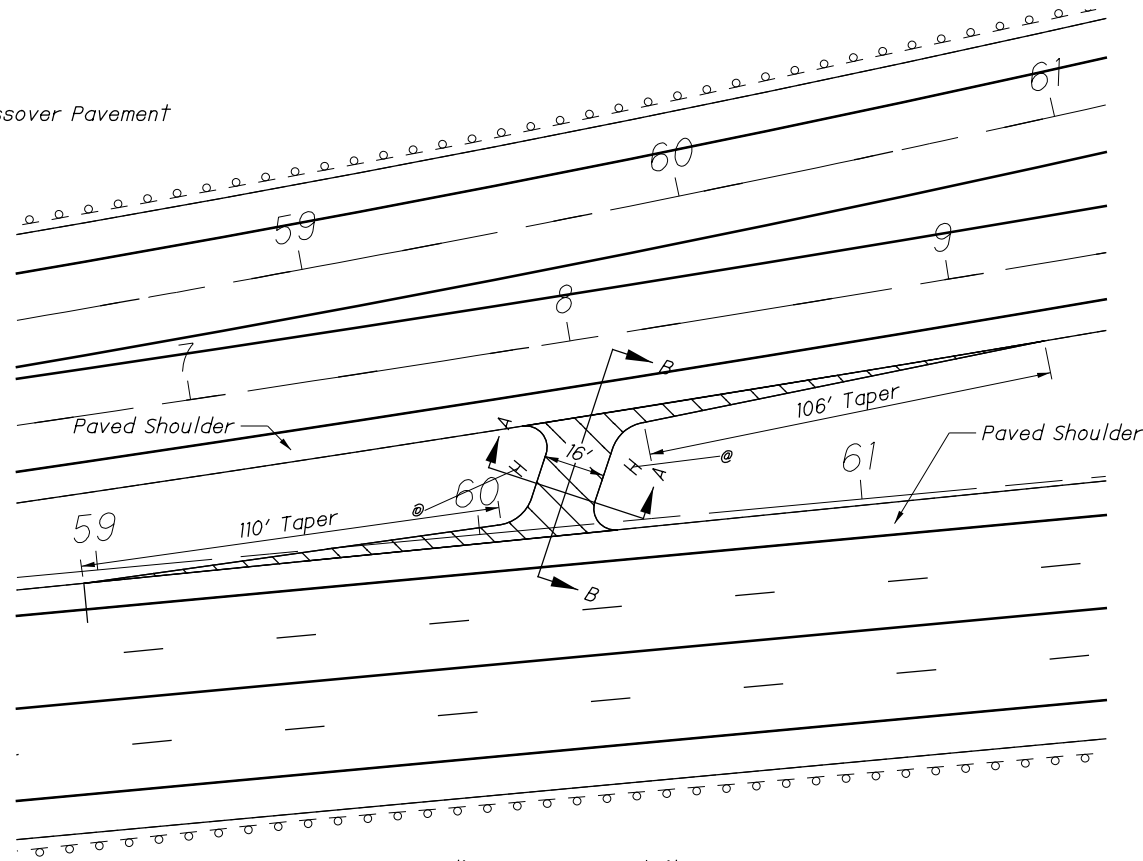 61
ssover Pavement
60
59
9
8
7
B
106' Taper
Paved Shoulder
A
Paved Shoulder
16'
H
H
@
A
61
60
@
110' Taper
59
B